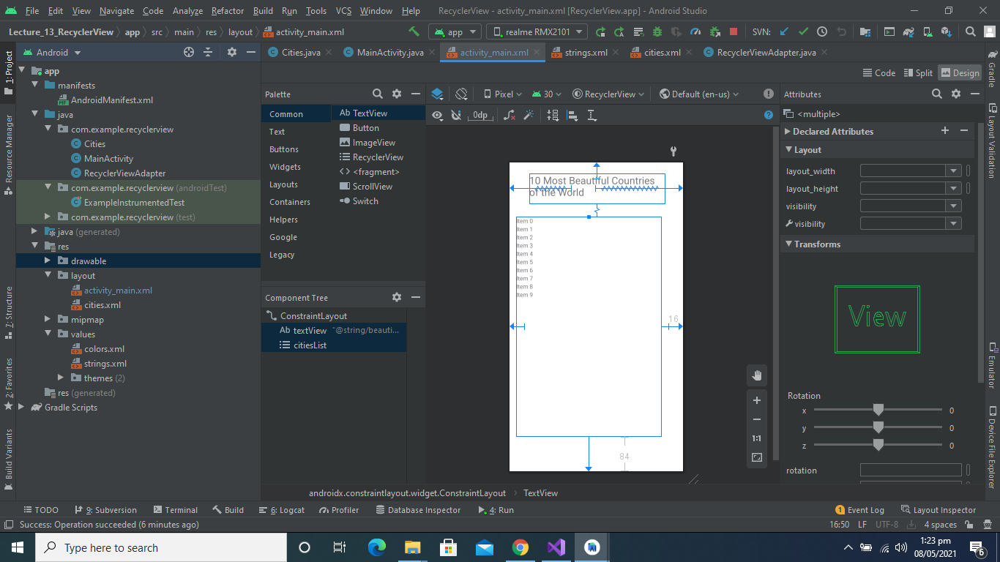 File Edit View Navigate Code Analyze Refactor Build Run Tools VCS Window Help RecyclerView - activity_main.xml [RecyclerView.app] - Android Studio
Lecture_13_RecyclerView app src main res layout activity_main.xml app realme RMX2101 SVN:
Android
Cities.java MainActivity.java activity_main.xml strings.xml cities.xml RecyclerViewAdapter.java
Code Split Design
1: Project
Resource Manager
7: Structure
2: Favorites
Build Variants
app
manifests
AndroidManifest.xml
java
com.example.recyclerview
Cities
MainActivity
RecyclerViewAdapter
com.example.recyclerview (androidTest)
ExampleInstrumentedTest
com.example.recyclerview (test)
java (generated)
res
drawable
layout
activity_main.xml
cities.xml
mipmap
values
colors.xml
strings.xml
themes (2)
res (generated)
Gradle Scripts
Palette
Common
Text
Buttons
Widgets
Layouts
Containers
Helpers
Google
Legacy
Ab TextView
Button
ImageView
RecyclerView
<fragment>
ScrollView
Switch
Component Tree
ConstraintLayout
Ab textView "@string/beauti...
citiesList
Pixel 30 RecyclerView Default (en-us)
0dp
10 Most Beautiful Countries
of the World
Item 0
Item 1
Item 2
Item 3
Item 4
Item 5
Item 6
Item 7
Item 8
Item 9
16
84
1:1
Attributes
<multiple>
Declared Attributes
Layout
layout_width
layout_height
visibility
visibility
Transforms
View
Rotation
x 0
y 0
z 0
rotation
Gradle
Layout Validation
Emulator
Device File Explorer
androidx.constraintlayout.widget.ConstraintLayout TextView
TODO 9: Subversion Terminal Build 6: Logcat Profiler Database Inspector 4: Run 1 Event Log Layout Inspector
Success: Operation succeeded (6 minutes ago) 16:50 LF UTF-8 4 spaces
Type here to search
1:23 pm
08/05/2021
6